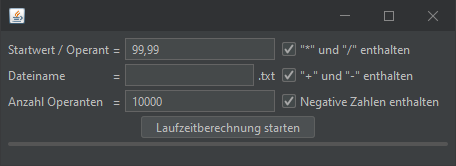 Startwert / Operant = 99,99 "*" und "/" enthalten
Dateiname = .txt "+" und "-" enthalten
Anzahl Operanten = 10000 Negative Zahlen enthalten
Laufzeitberechnung starten